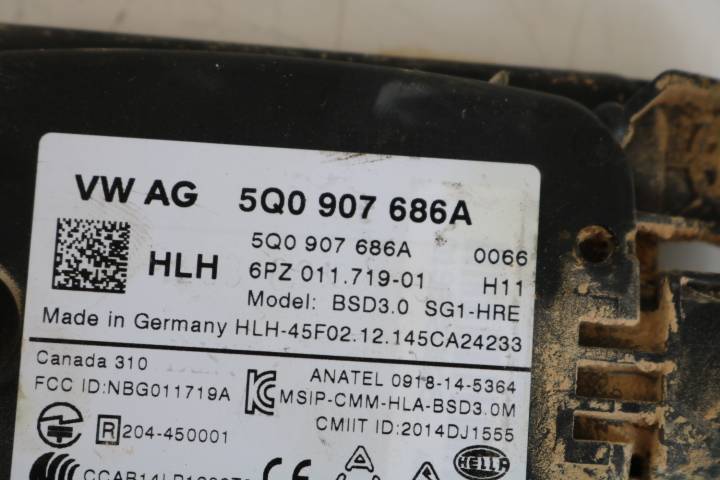 VW AG 5Q0 907 686A
5Q0 907 686A 0066
HLH 6PZ 011.719-01 H11
Model: BSD3.0 SG1-HRE
Made in Germany HLH-45F02.12.145CA24233
Canada 310
FCC ID:NBG011719A
ANATEL 0918-14-5364
MSIP-CMM-HLA-BSD3.0M
R 204-450001
CMIIT ID:2014DJ1555
HELLA